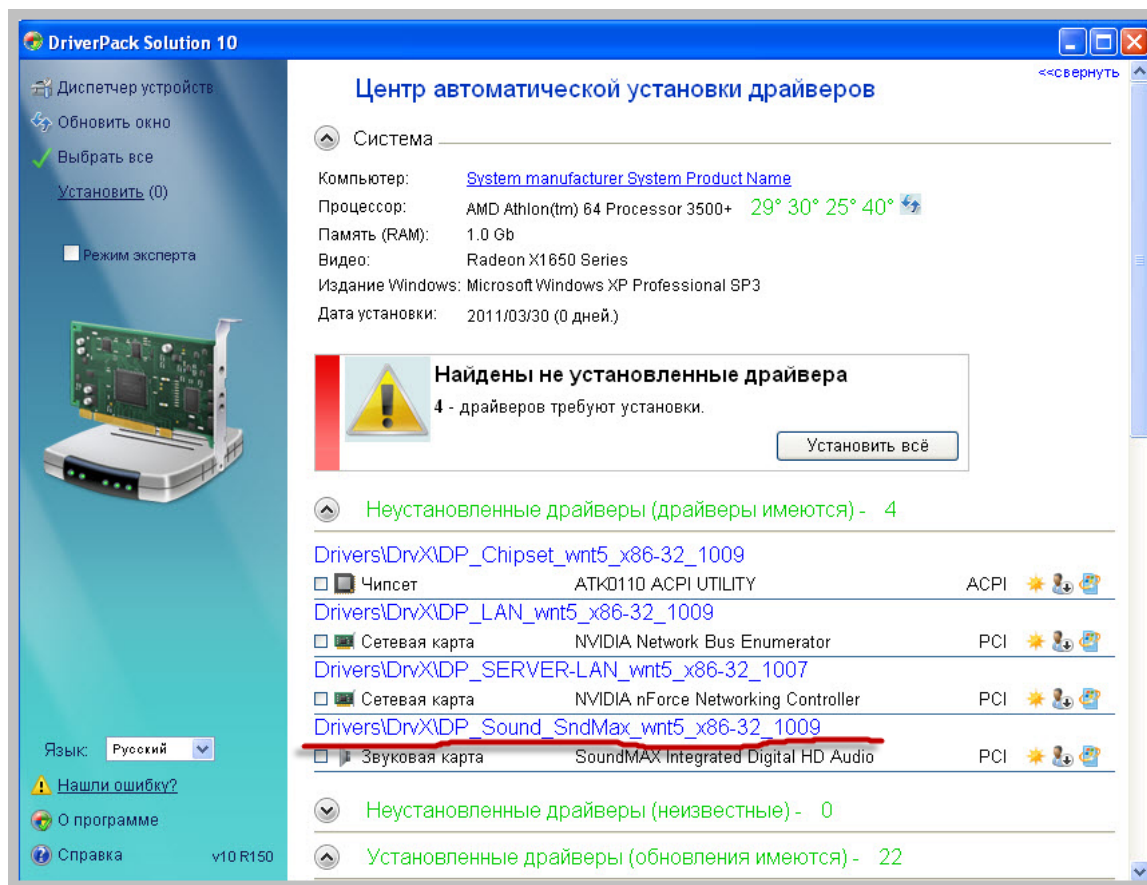 DriverPack Solution 10
Диспетчер устройств
Обновить окно
Выбрать все
Установить (0)
Режим эксперта
Язык: Русский
Нашли ошибку?
О программе
Справка v10 R150
<<свернуть
Центр автоматической установки драйверов
Система
Компьютер: System manufacturer System Product Name
Процессор: AMD Athlon(tm) 64 Processor 3500+ 29° 30° 25° 40°
Память (RAM): 1.0 Gb
Видео: Radeon X1650 Series
Издание Windows: Microsoft Windows XP Professional SP3
Дата установки: 2011/03/30 (0 дней.)
Найдены не установленные драйвера
4 - драйверов требуют установки.
Установить всё
Неустановленные драйверы (драйверы имеются) - 4
Drivers\DrvX\DP_Chipset_wnt5_x86-32_1009
Чипсет ATK0110 ACPI UTILITY ACPI
Drivers\DrvX\DP_LAN_wnt5_x86-32_1009
Сетевая карта NVIDIA Network Bus Enumerator PCI
Drivers\DrvX\DP_SERVER-LAN_wnt5_x86-32_1007
Сетевая карта NVIDIA nForce Networking Controller PCI
Drivers\DrvX\DP_Sound_SndMax_wnt5_x86-32_1009
Звуковая карта SoundMAX Integrated Digital HD Audio PCI
Неустановленные драйверы (неизвестные) - 0
Установленные драйверы (обновления имеются) - 22